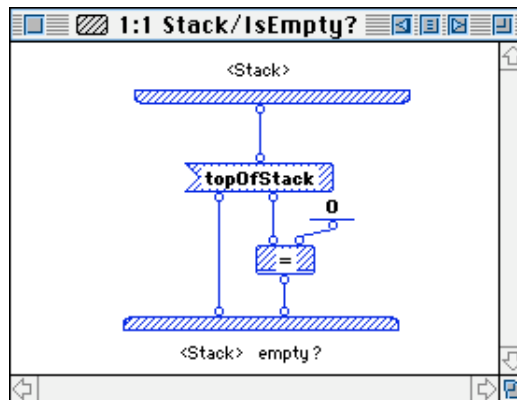 1:1 Stack/IsEmpty?
<Stack>
topOfStack
0
=
<Stack> empty?